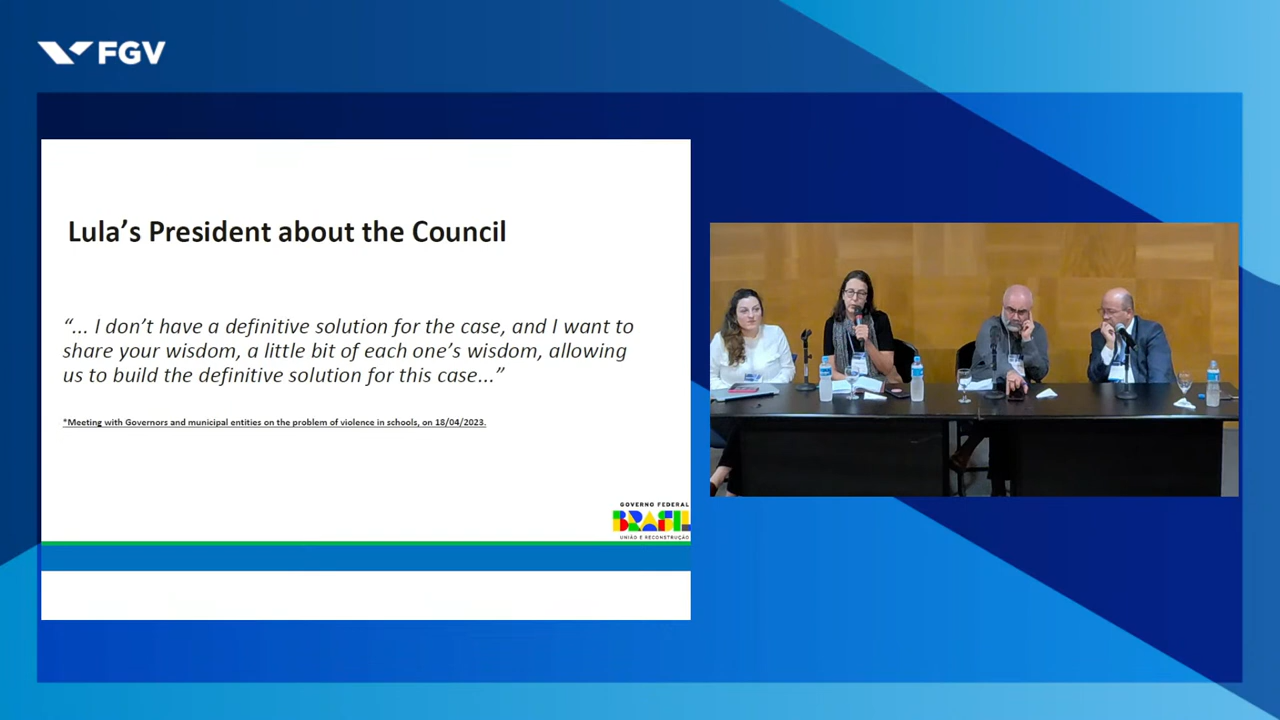 FGV
Lula’s President about the Council
“... I don’t have a definitive solution for the case, and I want to
share your wisdom, a little bit of each one’s wisdom, allowing
us to build the definitive solution for this case...”
*Meeting with Governors and municipal entities on the problem of violence in schools, on 18/04/2023.
GOVERNO FEDERAL
BRASIL
UNIÃO E RECONSTRUÇÃO